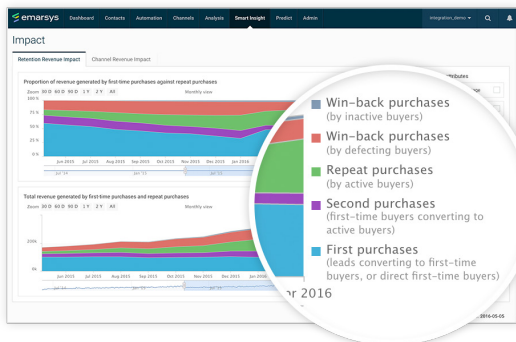 emarsys Dashboard Contacts Automation Channels Analysis Smart Insight Predict Admin integration_demo
Impact
Retention Revenue Impact Channel Revenue Impact
Proportion of revenue generated by first-time purchases against repeat purchases
Zoom 30 D 60 D 90 D 1 Y 2 Y All Monthly view
100 %
75 %
50 %
25 %
0 %
Jun 2015 Jul 2015 Aug 2015 Sep 2015 Oct 2015 Nov 2015 Dec 2015 Jan 2016
Jul '14 Jan '15 Jul '15
Total revenue generated by first-time purchases and repeat purchases
Zoom 30 D 60 D 90 D 1 Y 2 Y All Monthly view
200k
0k
Jun 2015 Jul 2015 Aug 2015 Sep 2015 Oct 2015 Nov 2015 Dec 2015
Win-back purchases
(by inactive buyers)
Win-back purchases
(by defecting buyers)
Repeat purchases
(by active buyers)
Second purchases
(first-time buyers converting to
active buyers)
First purchases
(leads converting to first-time
buyers, or direct first-time buyers)
2016
2016-05-05